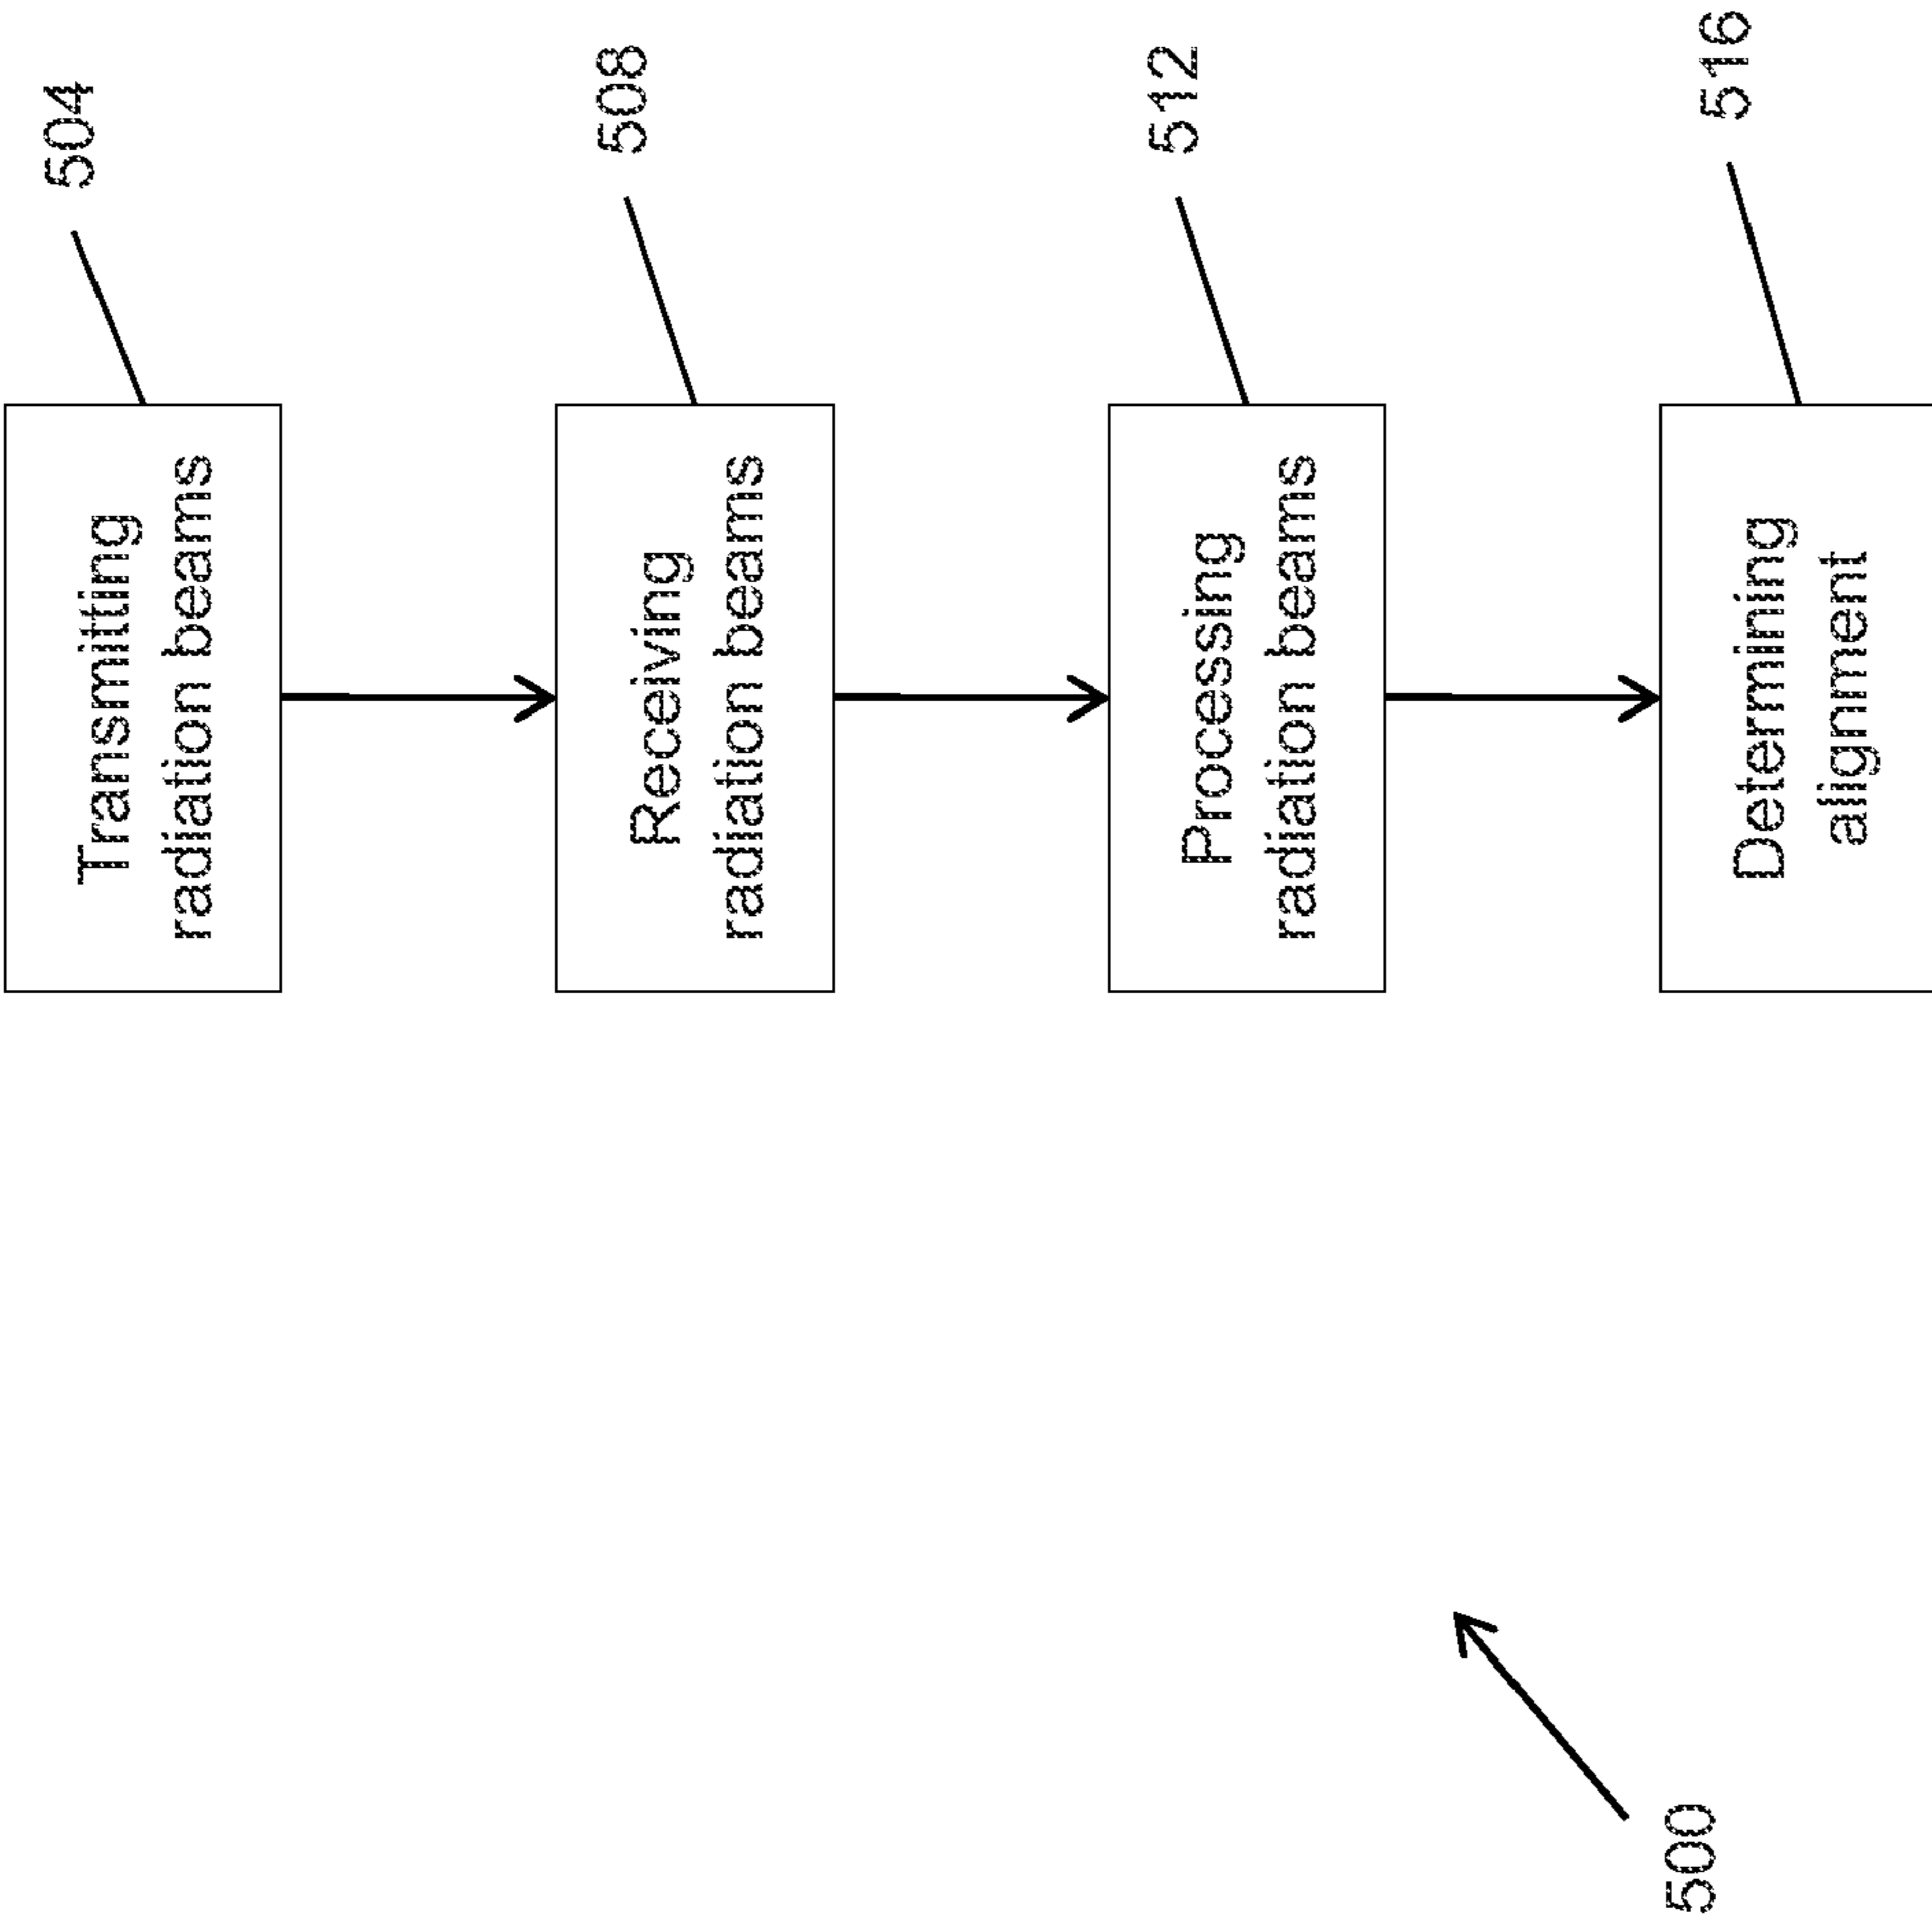 504
Transmitting
radiation beams
508
Receiving
radiation beams
512
Processing
radiation beams
516
Determining
alignment
500